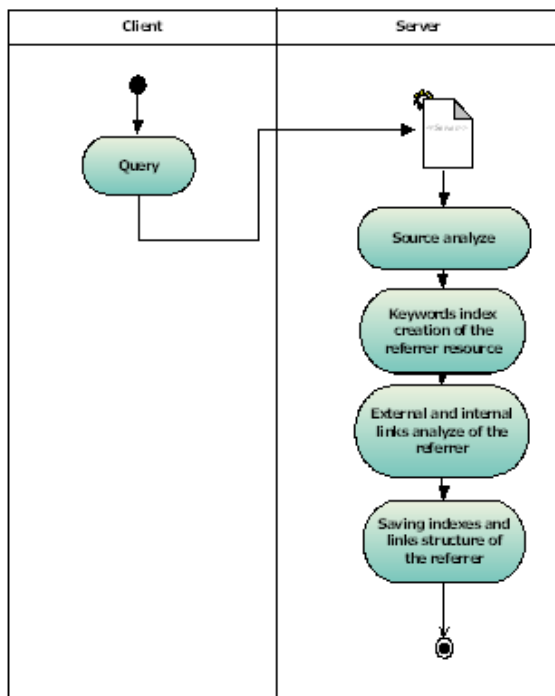 Client
Server
Query
Source analyze
Keywords index
creation of the
referrer resource
External and internal
links analyze of the
referrer
Saving indexes and
links structure of
the referrer